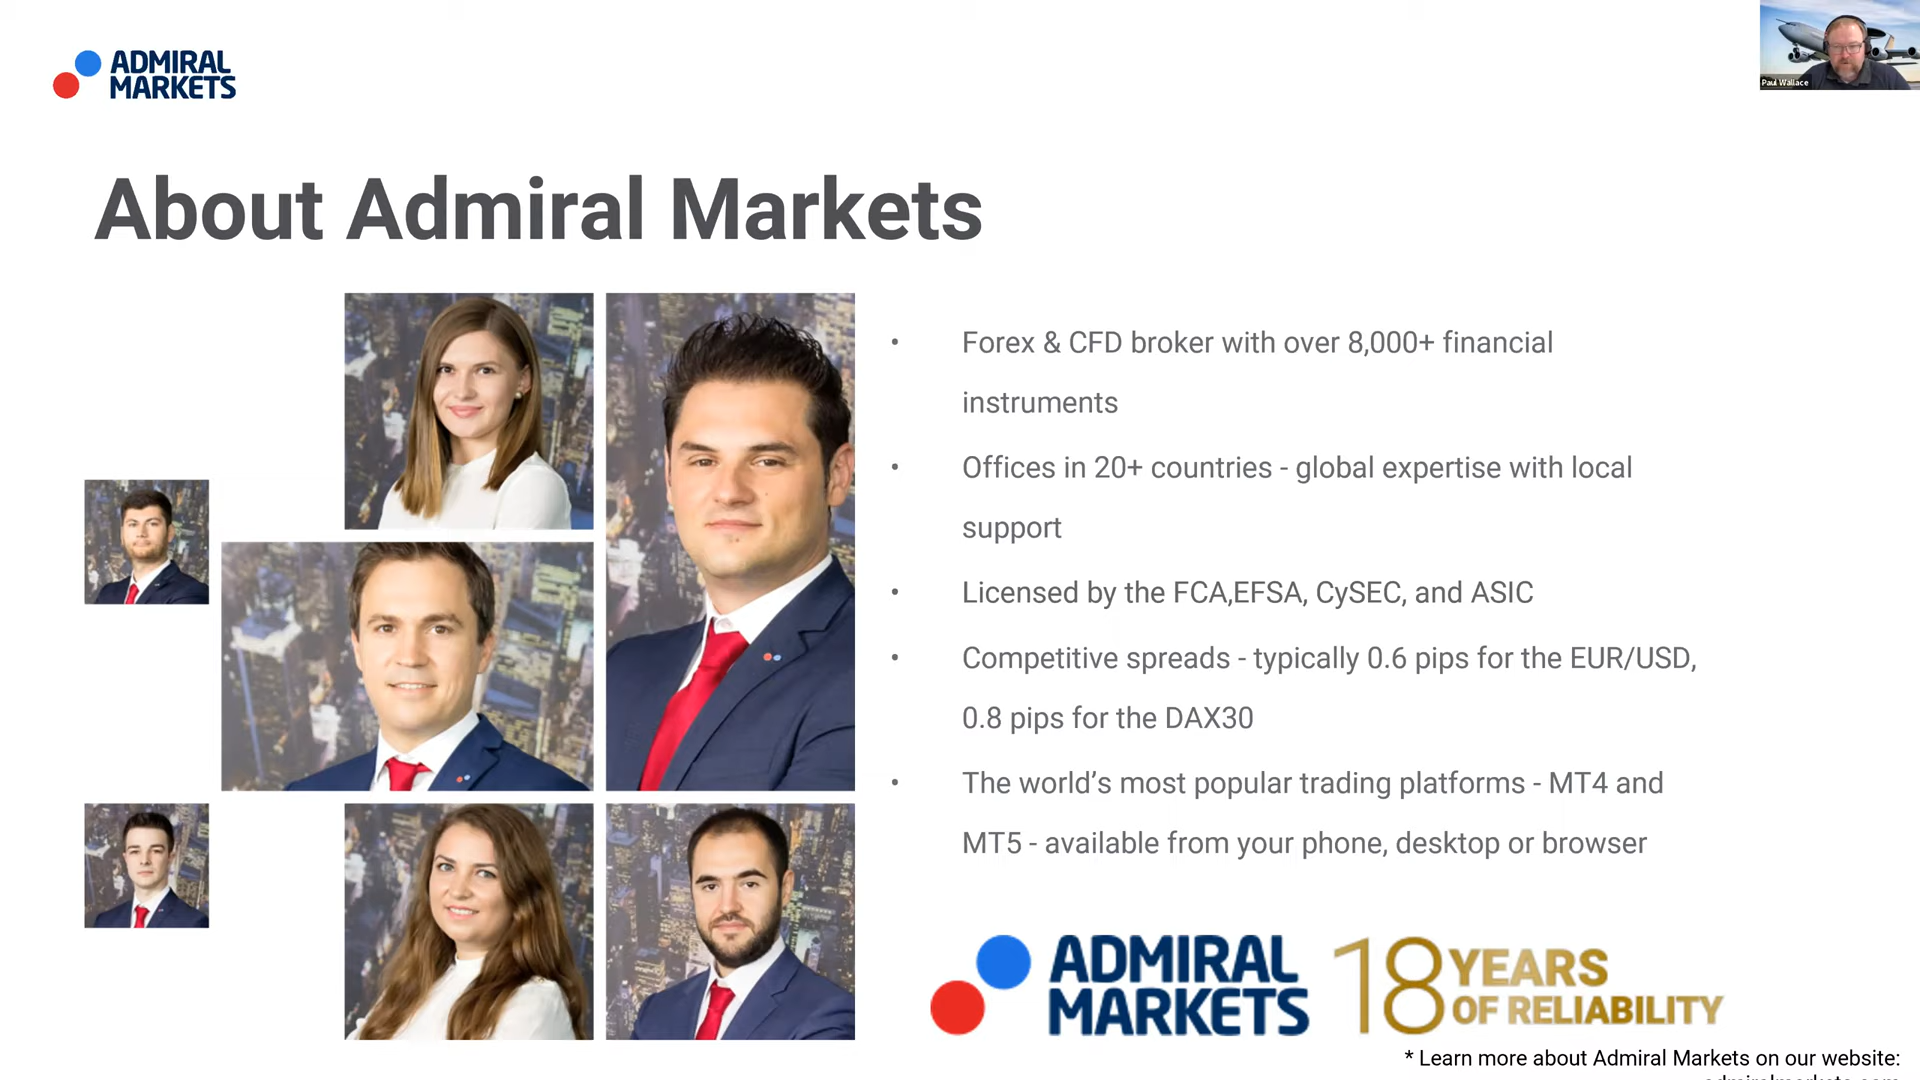 ADMIRAL
MARKETS
Paul Wallace
About Admiral Markets
• Forex & CFD broker with over 8,000+ financial
instruments
• Offices in 20+ countries - global expertise with local
support
• Licensed by the FCA,EFSA, CySEC, and ASIC
• Competitive spreads - typically 0.6 pips for the EUR/USD,
0.8 pips for the DAX30
• The world’s most popular trading platforms - MT4 and
MT5 - available from your phone, desktop or browser
ADMIRAL
MARKETS
18 YEARS
OF RELIABILITY
* Learn more about Admiral Markets on our website: